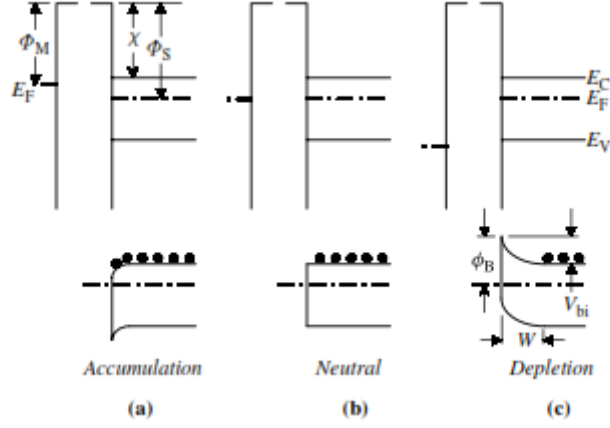 Φ_M
χ
Φ_S
E_F
E_C
E_F
E_V
ϕ_B
V_bi
W
Accumulation
Neutral
Depletion
(a)
(b)
(c)